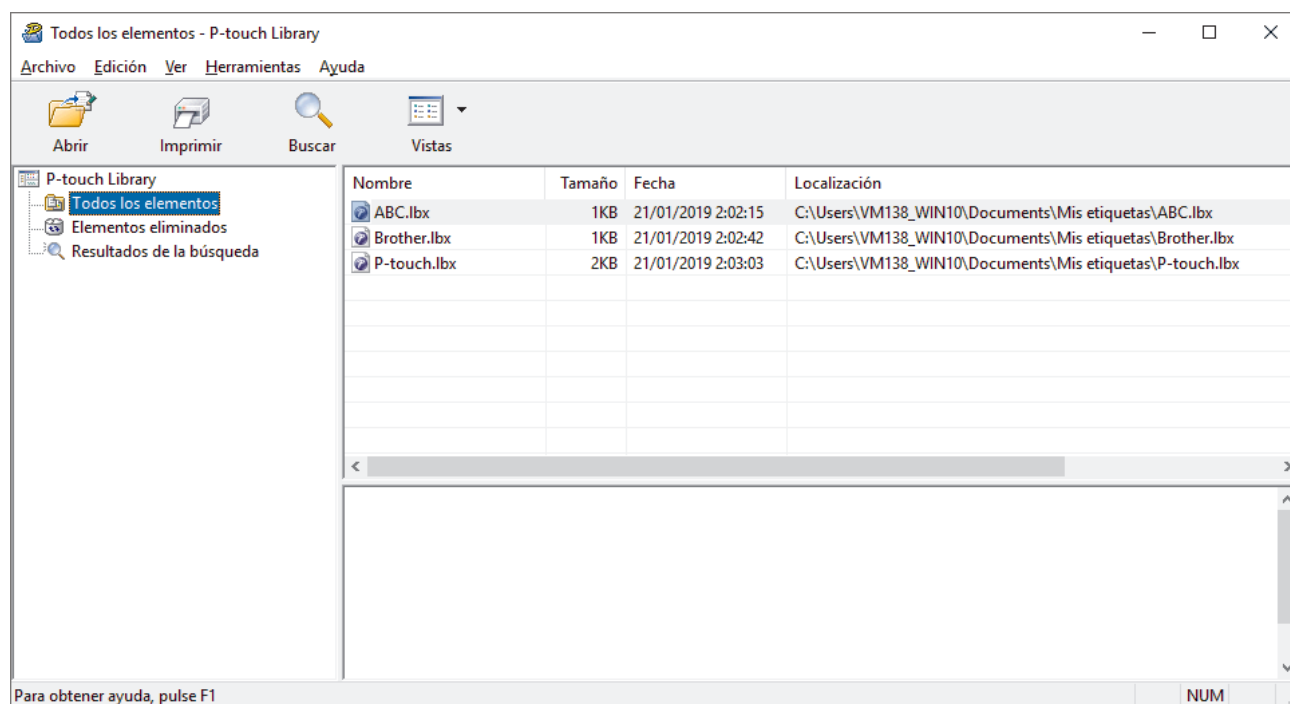 Todos los elementos - P-touch Library
Archivo Edición Ver Herramientas Ayuda
Abrir Imprimir Buscar Vistas
P-touch Library
Todos los elementos
Elementos eliminados
Resultados de la búsqueda
Nombre Tamaño Fecha Localización
ABC.lbx 1KB 21/01/2019 2:02:15 C:\Users\VM138_WIN10\Documents\Mis etiquetas\ABC.lbx
Brother.lbx 1KB 21/01/2019 2:02:42 C:\Users\VM138_WIN10\Documents\Mis etiquetas\Brother.lbx
P-touch.lbx 2KB 21/01/2019 2:03:03 C:\Users\VM138_WIN10\Documents\Mis etiquetas\P-touch.lbx
Para obtener ayuda, pulse F1 NUM